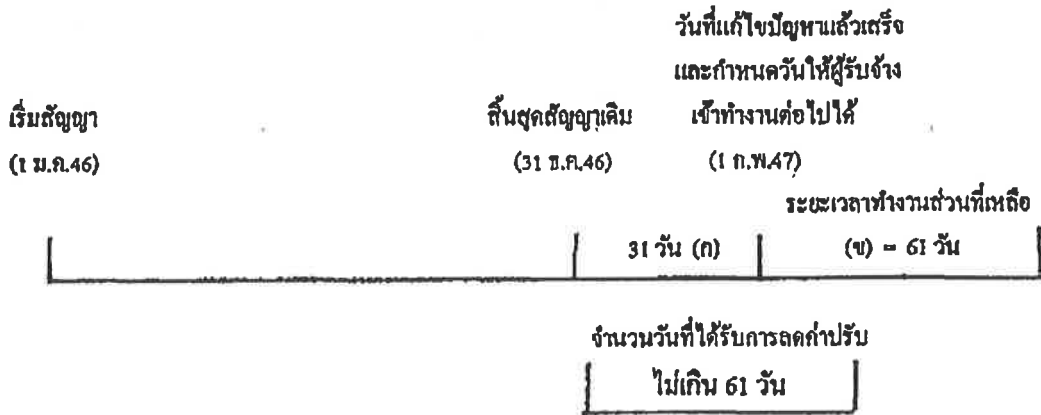 วันที่แก้ไขปัญหาแล้วเสร็จ
และกำหนดวันให้ผู้รับจ้าง
เริ่มสัญญา สิ้นสุดสัญญาเดิม เข้าทำงานต่อไปได้
(1 ม.ค.46) (31 ธ.ค.46) (1 ก.พ.47)
ระยะเวลาทำงานส่วนที่เหลือ
31 วัน (ก) (ข) = 61 วัน
จำนวนวันที่ได้รับการลดค่าปรับ
ไม่เกิน 61 วัน